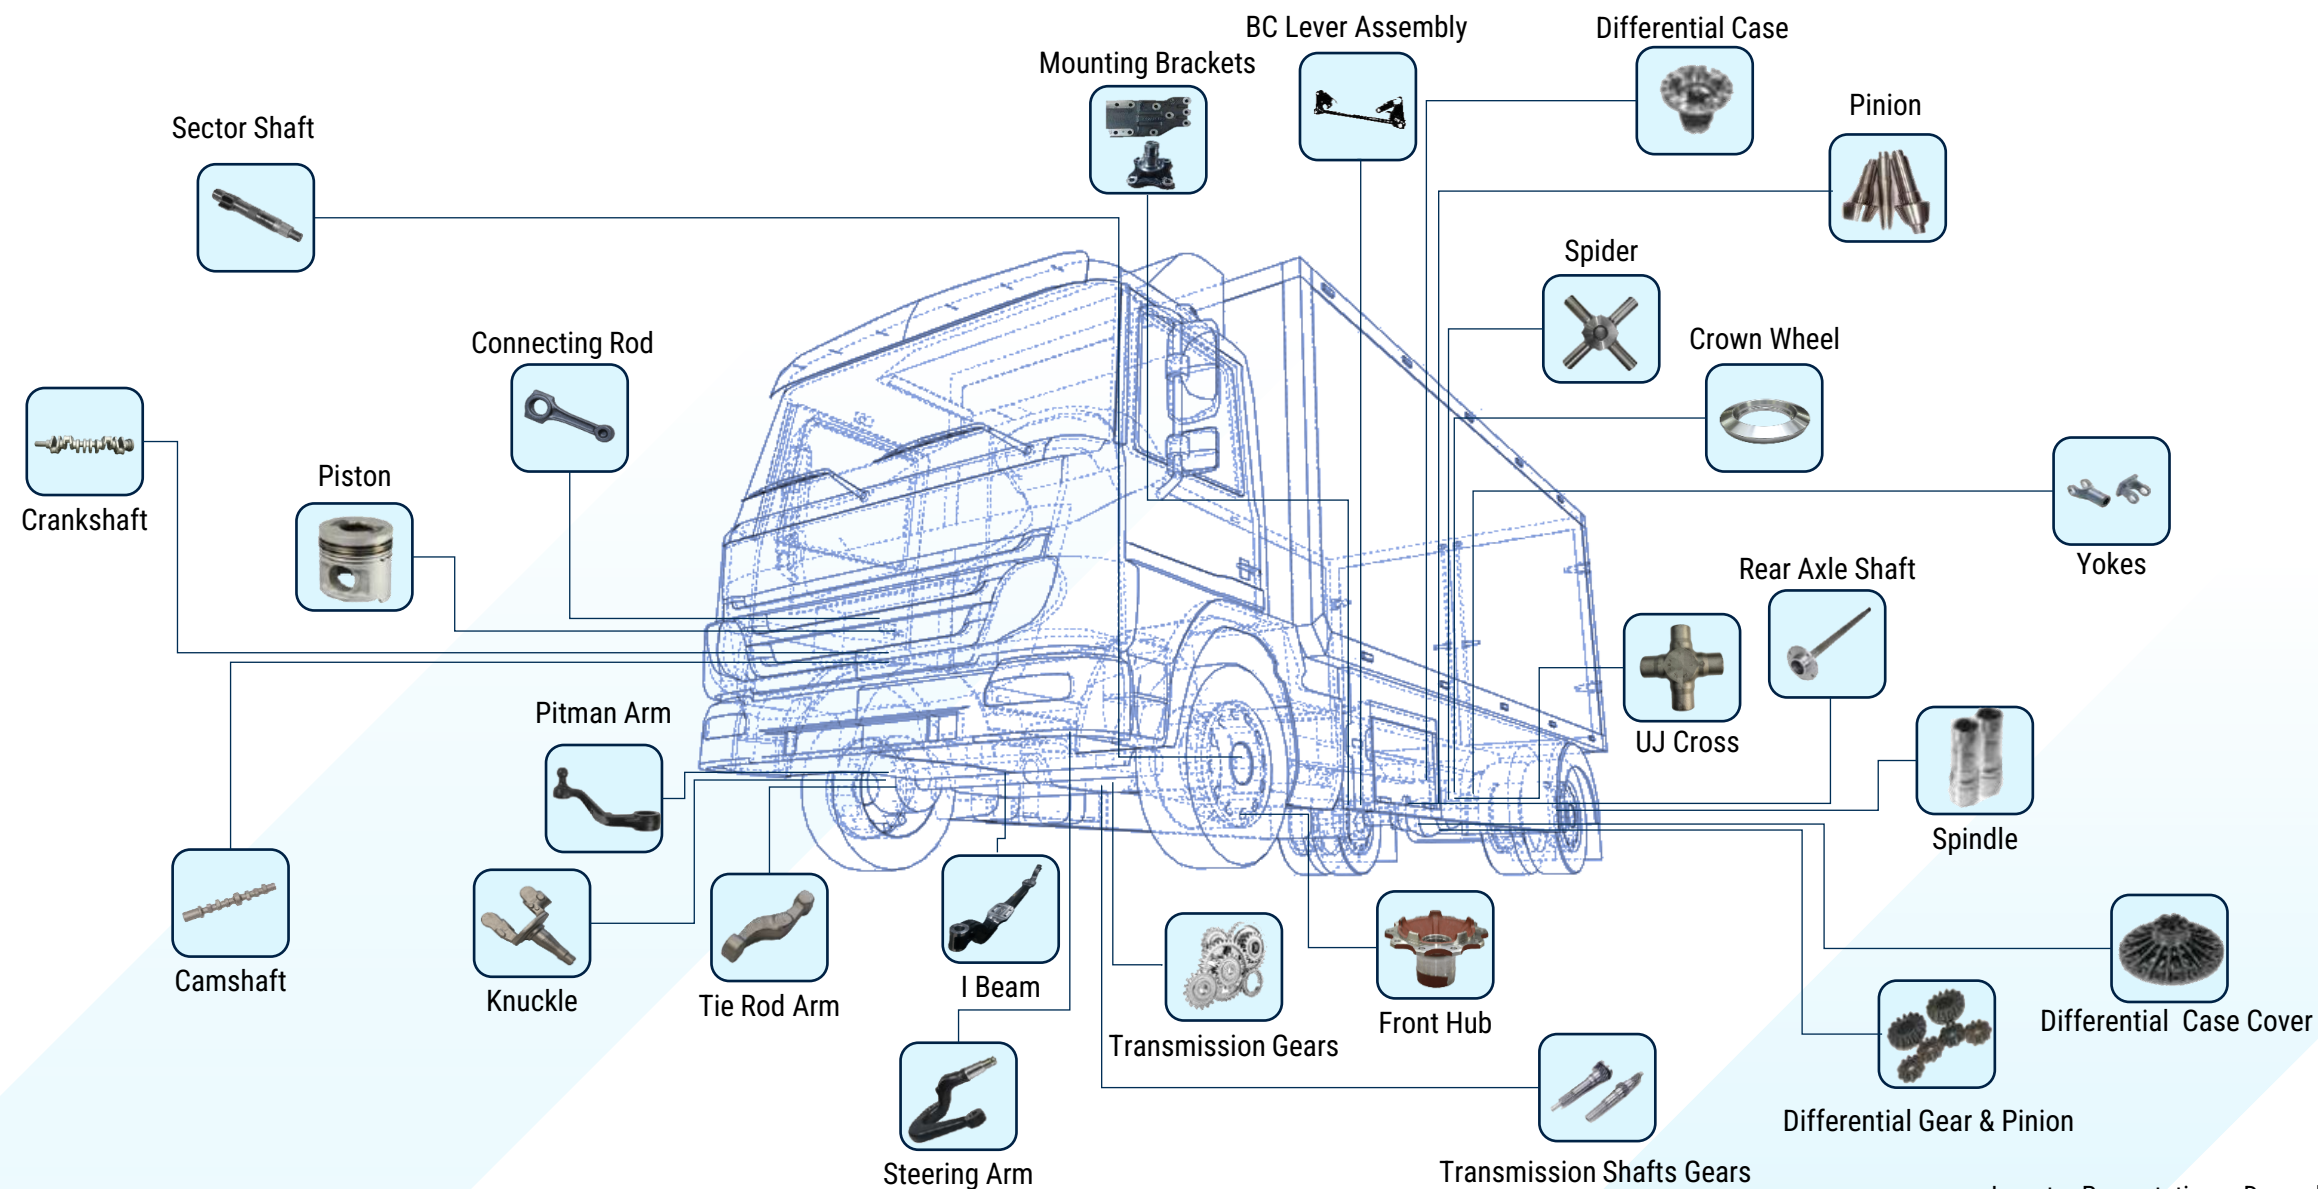 BC Lever Assembly
Differential Case
Mounting Brackets
Pinion
Sector Shaft
Spider
Crown Wheel
Connecting Rod
Piston
Crankshaft
Yokes
Rear Axle Shaft
Pitman Arm
UJ Cross
Spindle
Camshaft
Knuckle
Tie Rod Arm
I Beam
Transmission Gears
Front Hub
Differential  Case Cover
Differential Gear & Pinion
Steering Arm
Transmission Shafts Gears